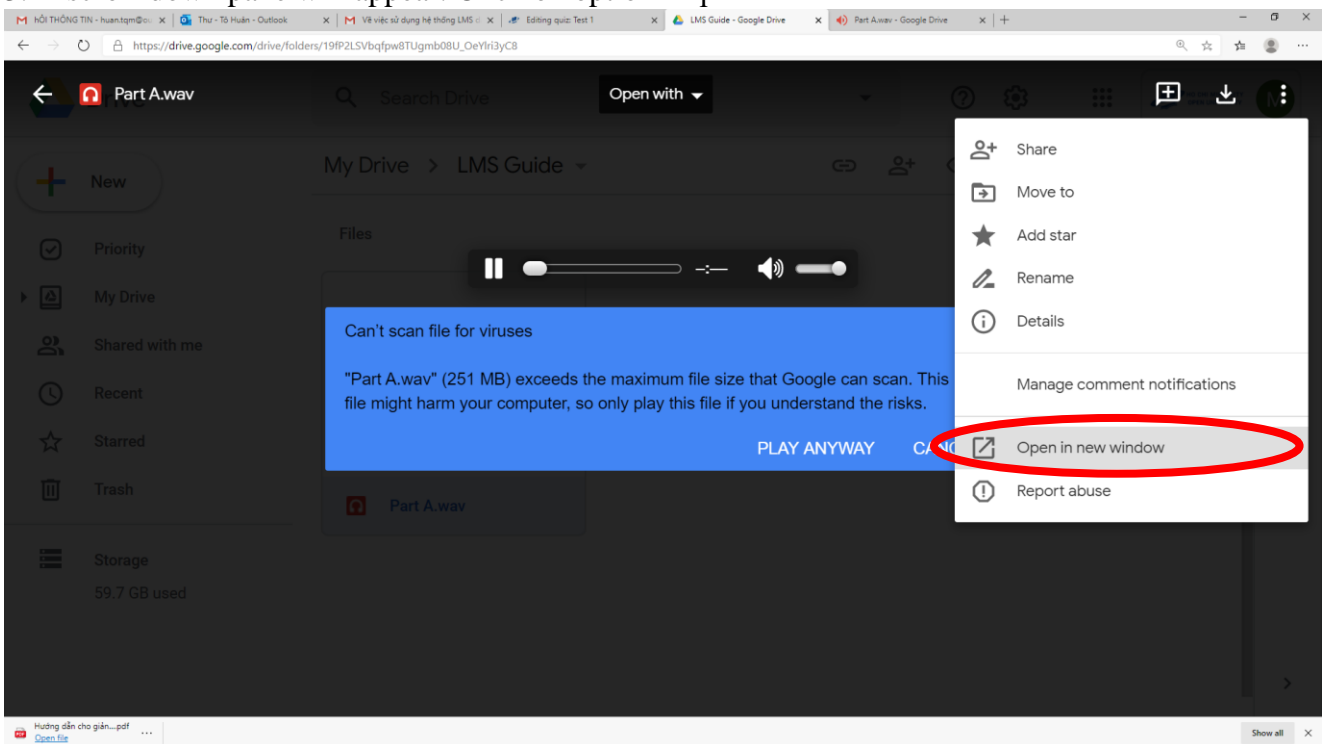 HỎI THÔNG TIN - huan.tqm@ou
Thư - Tô Huấn - Outlook
Về việc sử dụng hệ thống LMS c
Editing quiz: Test 1
LMS Guide - Google Drive
Part A.wav - Google Drive
https://drive.google.com/drive/folders/19fP2LSVbqfpw8TUgmb08U_OeYlri3yC8
Part A.wav
Search Drive
Open with
My Drive > LMS Guide
New
Files
Priority
My Drive
Shared with me
Recent
Starred
Trash
Storage
59.7 GB used
-:--
Can't scan file for viruses
"Part A.wav" (251 MB) exceeds the maximum file size that Google can scan. This
file might harm your computer, so only play this file if you understand the risks.
PLAY ANYWAY
Part A.wav
Share
Move to
Add star
Rename
Details
Manage comment notifications
Open in new window
Report abuse
Hướng dẫn cho giản....pdf
Open file
Show all